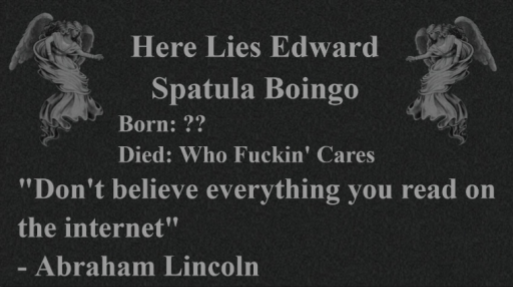 Here Lies Edward
Spatula Boingo
Born: ??
Died: Who Fuckin' Cares
"Don't believe everything you read on
the internet"
- Abraham Lincoln